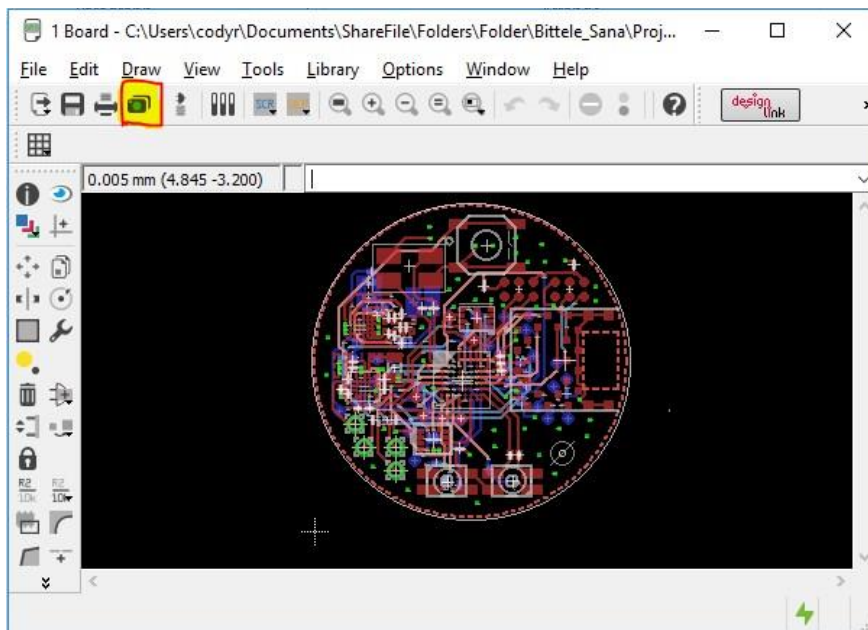 1 Board - C:\Users\codyr\Documents\ShareFile\Folders\Folder\Bittele_Sana\Proj...
File Edit Draw View Tools Library Options Window Help
SCR
design link
0.005 mm (4.845 -3.200)
R2 R2
10k 10k